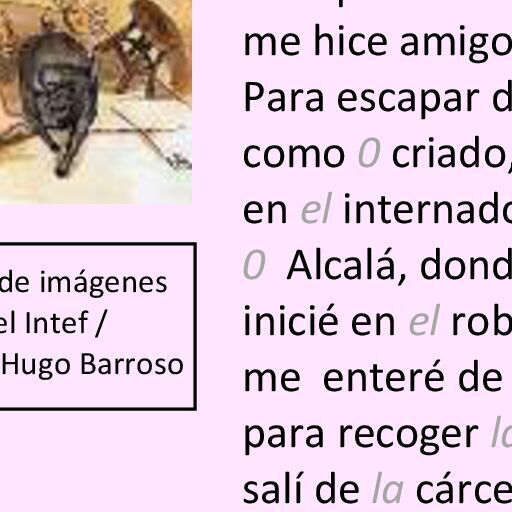 de imágenes
el Intef /
Hugo Barroso
me hice amigo
Para escapar d
como 0 criado,
en el internado
0 Alcalá, dond
inicié en el rob
me enteré de
para recoger la
salí de la cárce